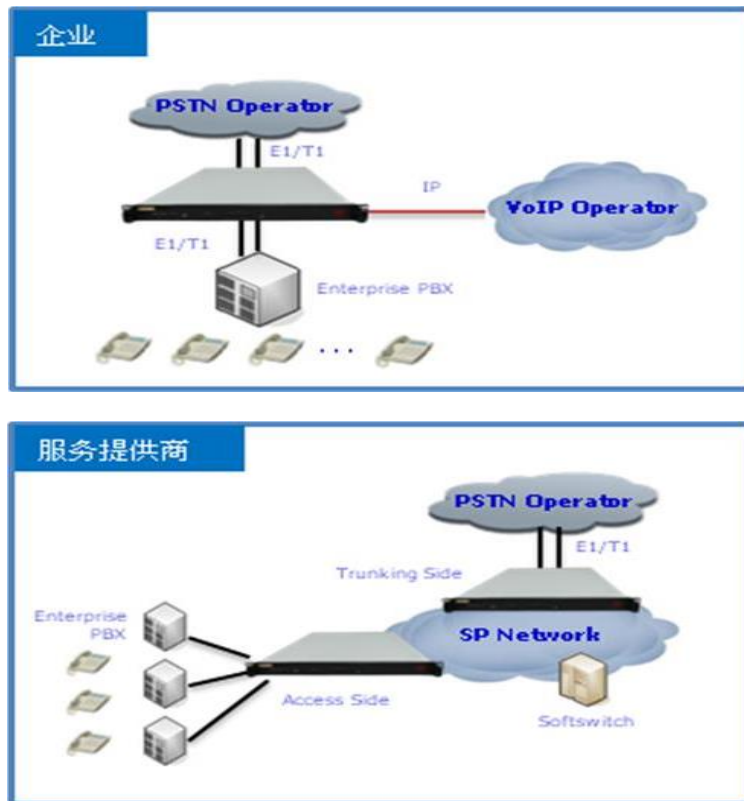 企业
PSTN Operator
E1/T1
IP
VoIP Operator
E1/T1
Enterprise PBX
...
服务提供商
PSTN Operator
E1/T1
Trunking Side
Enterprise
PBX
SP Network
Access Side
Softswitch